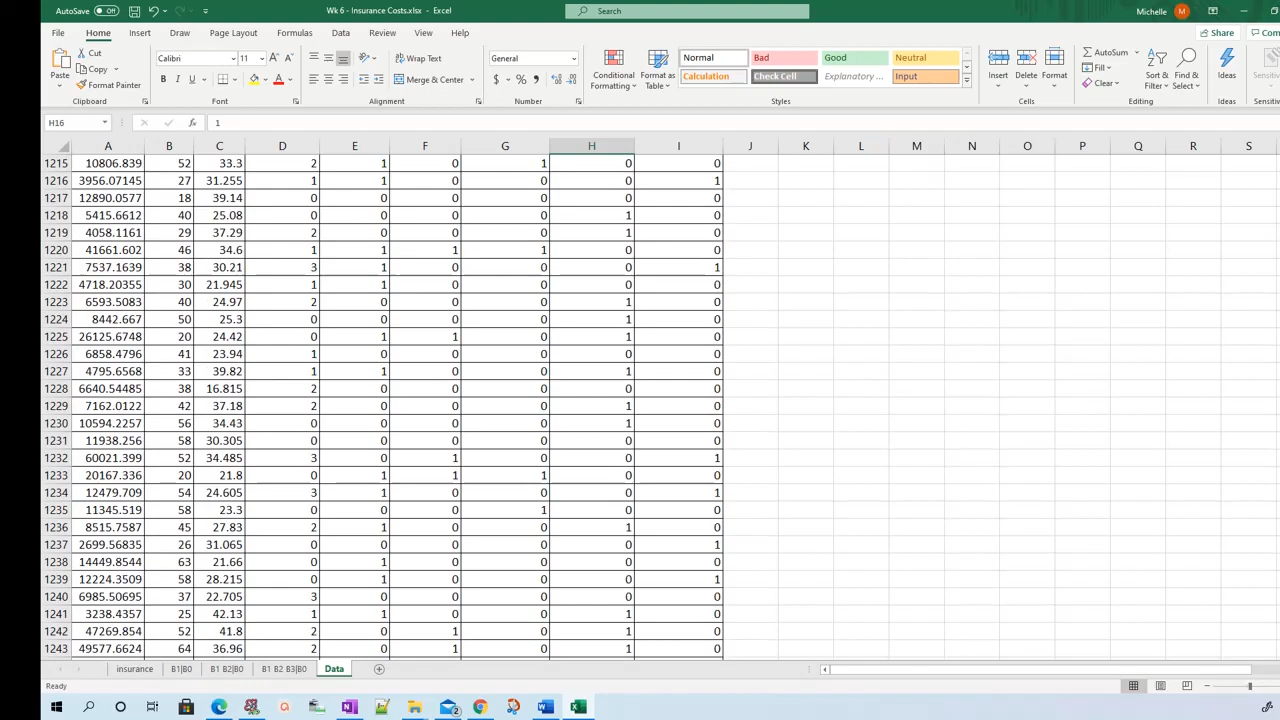 AutoSave Off Wk 6 - Insurance Costs.xlsx - Excel Search Michelle M
File Home Insert Draw Page Layout Formulas Data Review View Help Share Com
Paste Cut Copy Format Painter Clipboard
Calibri 11 A A B I U A Font
Wrap Text Merge & Center Alignment
General $ % Number
Conditional Formatting Format as Table Normal Bad Good Neutral Calculation Check Cell Explanatory ... Input Styles
Insert Delete Format Cells
AutoSum Fill Clear Sort & Filter Find & Select Editing
Ideas Ideas
Sensitiv Sensitiv
H16 fx 1
A B C D E F G H I J K L M N O P Q R S
1215 10806.839 52 33.3 2 1 0 1 0 0
1216 3956.07145 27 31.255 1 1 0 0 0 1
1217 12890.0577 18 39.14 0 0 0 0 0 0
1218 5415.6612 40 25.08 0 0 0 0 1 0
1219 4058.1161 29 37.29 2 0 0 0 1 0
1220 41661.602 46 34.6 1 1 1 1 0 0
1221 7537.1639 38 30.21 3 1 0 0 0 1
1222 4718.20355 30 21.945 1 1 0 0 0 0
1223 6593.5083 40 24.97 2 0 0 0 1 0
1224 8442.667 50 25.3 0 0 0 0 1 0
1225 26125.6748 20 24.42 0 1 1 0 1 0
1226 6858.4796 41 23.94 1 0 0 0 0 0
1227 4795.6568 33 39.82 1 1 0 0 1 0
1228 6640.54485 38 16.815 2 0 0 0 0 0
1229 7162.0122 42 37.18 2 0 0 0 1 0
1230 10594.2257 56 34.43 0 0 0 0 1 0
1231 11938.256 58 30.305 0 0 0 0 0 0
1232 60021.399 52 34.485 3 0 1 0 0 1
1233 20167.336 20 21.8 0 1 1 1 0 0
1234 12479.709 54 24.605 3 1 0 0 0 1
1235 11345.519 58 23.3 0 0 0 1 0 0
1236 8515.7587 45 27.83 2 1 0 0 1 0
1237 2699.56835 26 31.065 0 0 0 0 0 1
1238 14449.8544 63 21.66 0 1 0 0 0 0
1239 12224.3509 58 28.215 0 1 0 0 0 1
1240 6985.50695 37 22.705 3 0 0 0 0 0
1241 3238.4357 25 42.13 1 1 0 0 1 0
1242 47269.854 52 41.8 2 0 1 0 1 0
1243 49577.6624 64 36.96 2 0 1 0 1 0
insurance B1|B0 B1 B2|B0 B1 B2 B3|B0 Data
Ready